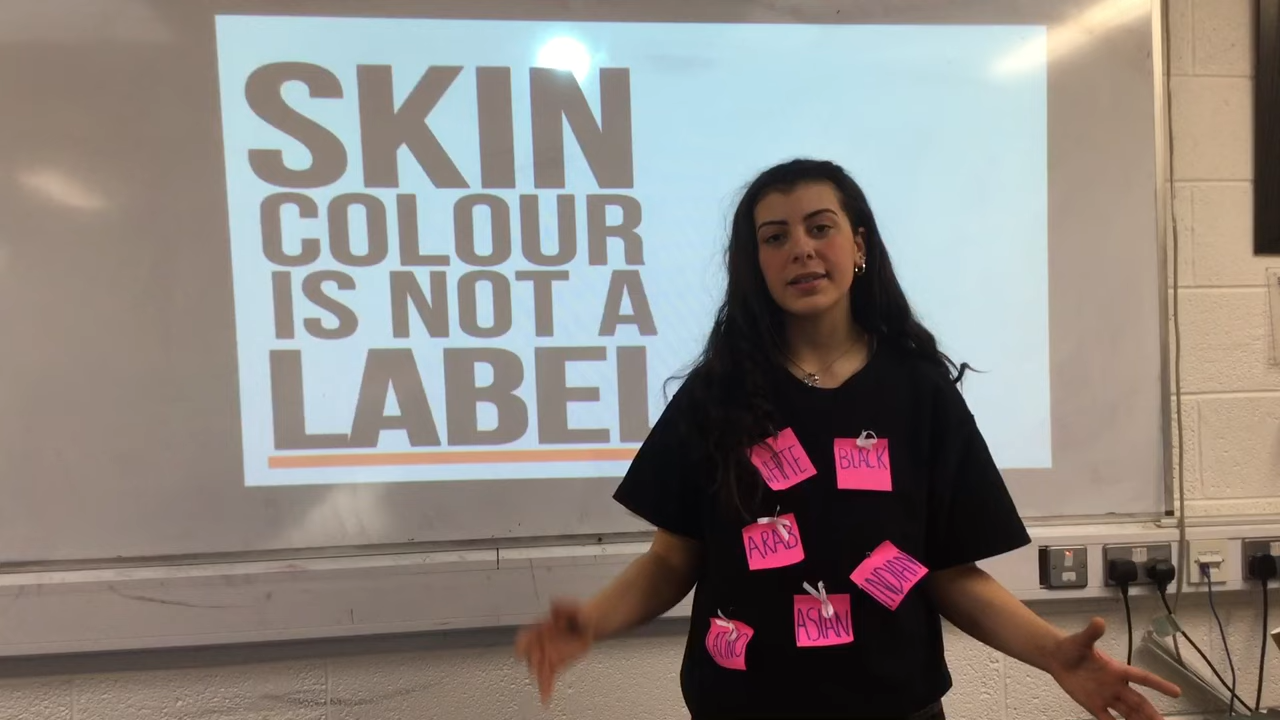 SKIN
COLOUR
IS NOT A
LABEL
WHITE
BLACK
ARAB
INDIAN
ASIAN
LATINO